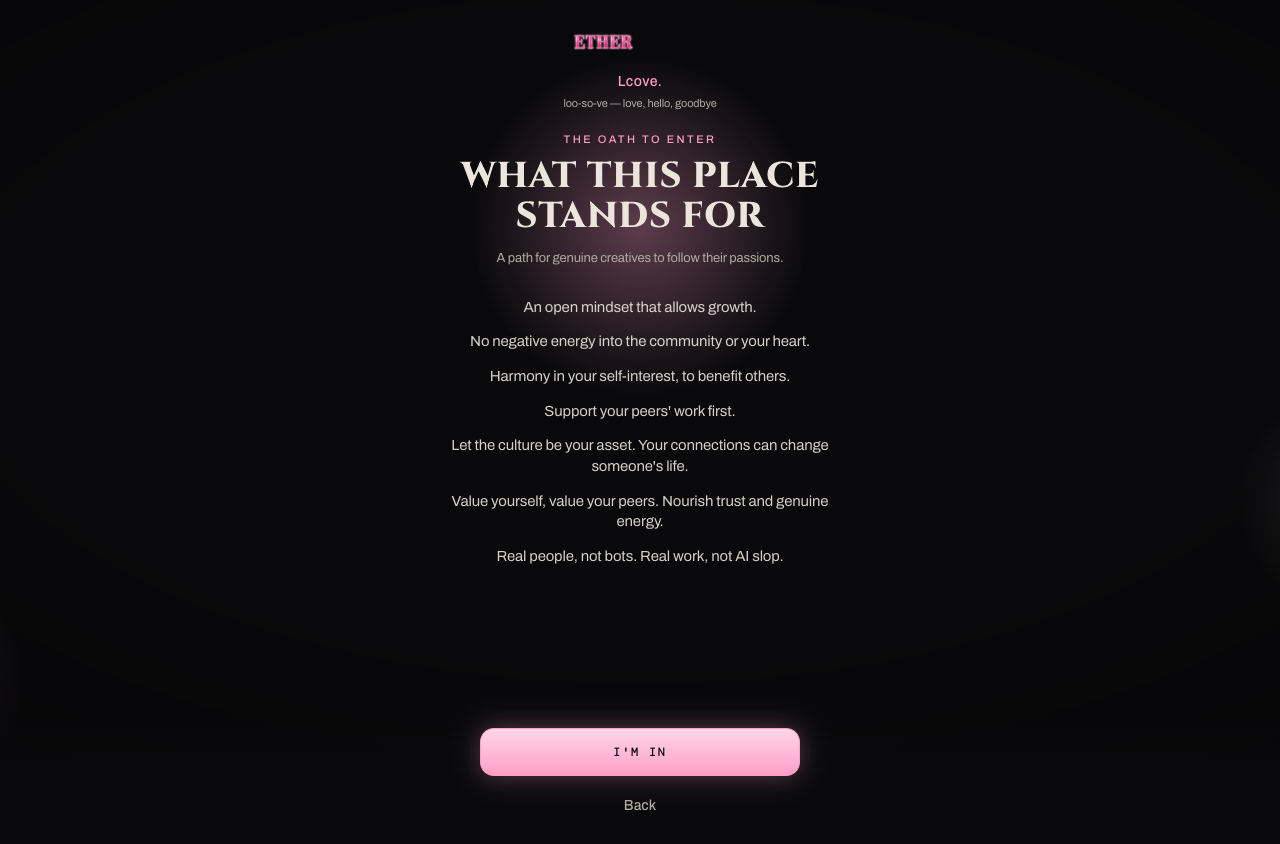 ETHER
Lcove.
loo-so-ve — love, hello, goodbye
THE OATH TO ENTER
WHAT THIS PLACE
STANDS FOR
A path for genuine creatives to follow their passions.
An open mindset that allows growth.
No negative energy into the community or your heart.
Harmony in your self-interest, to benefit others.
Support your peers' work first.
Let the culture be your asset. Your connections can change
someone's life.
Value yourself, value your peers. Nourish trust and genuine
energy.
Real people, not bots. Real work, not AI slop.
I'M IN
Back